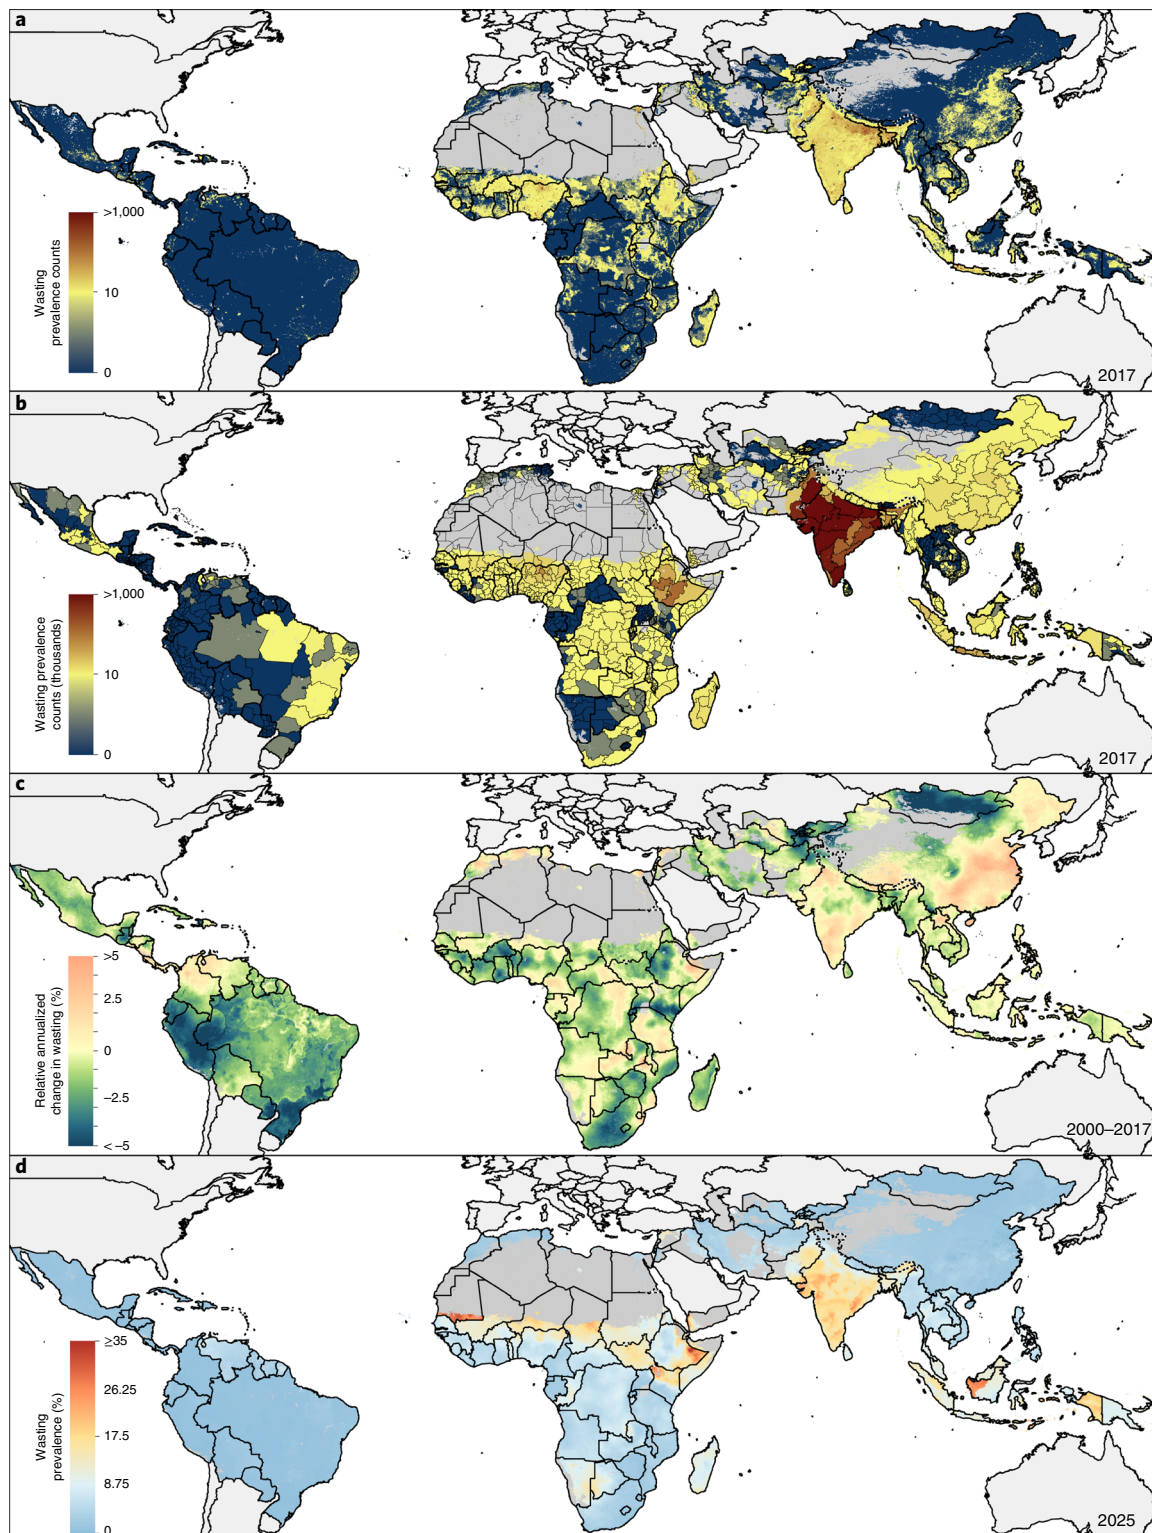 a
Wasting
prevalence counts
>1,000
10
0
2017
b
Wasting prevalence
counts (thousands)
>1,000
10
0
2017
c
Relative annualized
change in wasting (%)
>5
2.5
0
−2.5
< −5
2000–2017
d
Wasting
prevalence (%)
≥35
26.25
17.5
8.75
0
2025